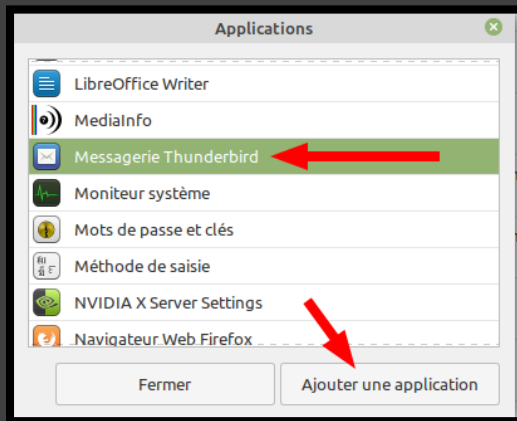 Applications
LibreOffice Writer
MediaInfo
Messagerie Thunderbird
Moniteur système
Mots de passe et clés
Méthode de saisie
NVIDIA X Server Settings
Navigateur Web Firefox
Fermer
Ajouter une application